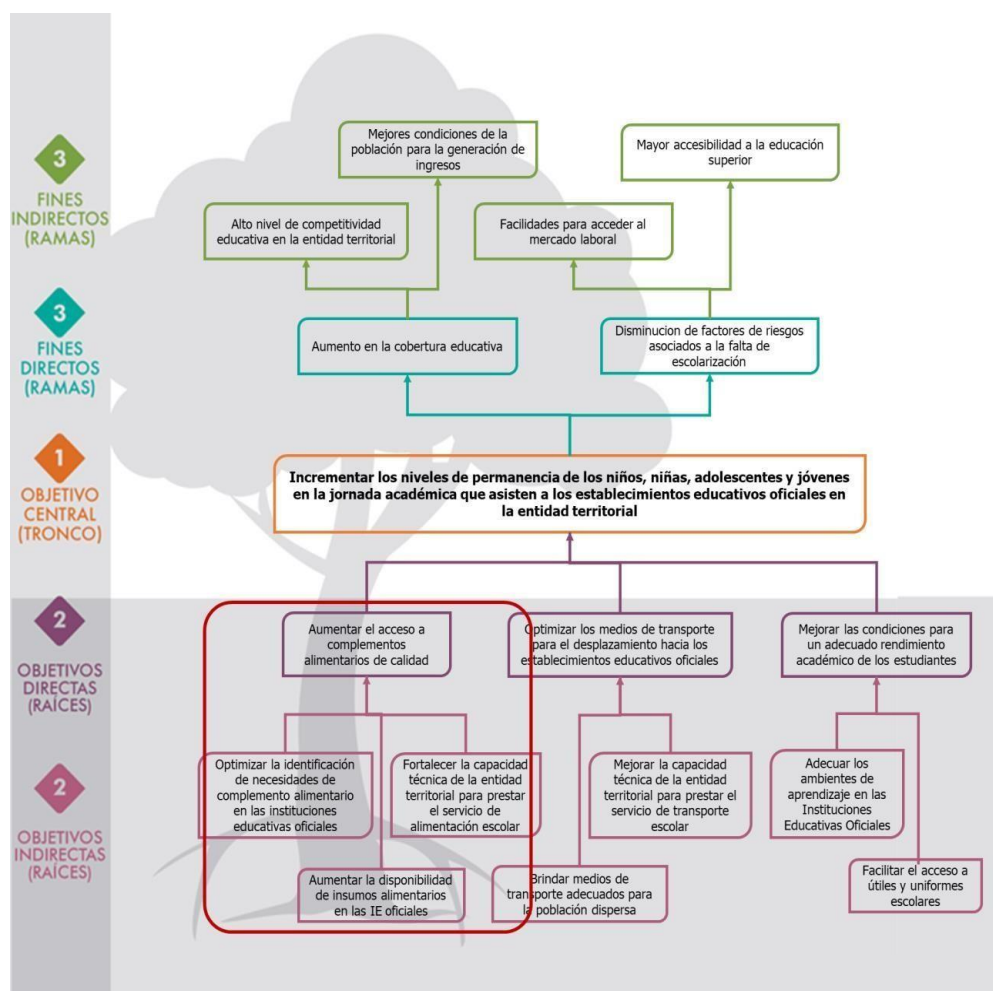 3
FINES
INDIRECTOS
(RAMAS)
Mejores condiciones de la
población para la generación de
ingresos
Mayor accesibilidad a la educación
superior
Alto nivel de competitividad
educativa en la entidad territorial
Facilidades para acceder al
mercado laboral
3
FINES
DIRECTOS
(RAMAS)
Aumento en la cobertura educativa
Disminucion de factores de riesgos
asociados a la falta de
escolarización
1
OBJETIVO
CENTRAL
(TRONCO)
Incrementar los niveles de permanencia de los niños, niñas, adolescentes y jóvenes
en la jornada académica que asisten a los establecimientos educativos oficiales en
la entidad territorial
2
OBJETIVOS
DIRECTAS
(RAÍCES)
Aumentar el acceso a
complementos
alimentarios de calidad
Optimizar los medios de transporte
para el desplazamiento hacia los
establecimientos educativos oficiales
Mejorar las condiciones para
un adecuado rendimiento
académico de los estudiantes
2
OBJETIVOS
INDIRECTAS
(RAÍCES)
Optimizar la identificación
de necesidades de
complemento alimentario
en las instituciones
educativas oficiales
Fortalecer la capacidad
técnica de la entidad
territorial para prestar
el servicio de
alimentación escolar
Mejorar la capacidad
técnica de la entidad
territorial para prestar el
servicio de transporte
escolar
Adecuar los
ambientes de
aprendizaje en las
Instituciones
Educativas Oficiales
Aumentar la disponibilidad
de insumos alimentarios
en las IE oficiales
Brindar medios de
transporte adecuados para
la población dispersa
Facilitar el acceso a
útiles y uniformes
escolares